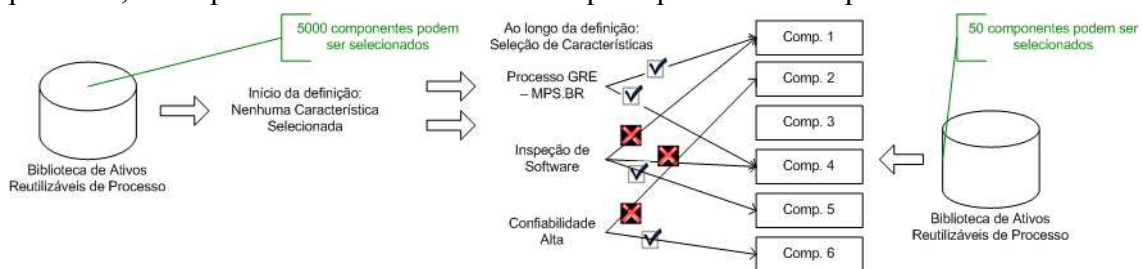 5000 componentes podem
ser selecionados
Biblioteca de Ativos
Reutilizáveis de Processo
Início da definição:
Nenhuma Característica
Selecionada
Ao longo da definição:
Seleção de Características
Processo GRE
– MPS.BR
Inspeção de
Software
Confiabilidade
Alta
Comp. 1
Comp. 2
Comp. 3
Comp. 4
Comp. 5
Comp. 6
50 componentes podem ser
selecionados
Biblioteca de Ativos
Reutilizáveis de Processo